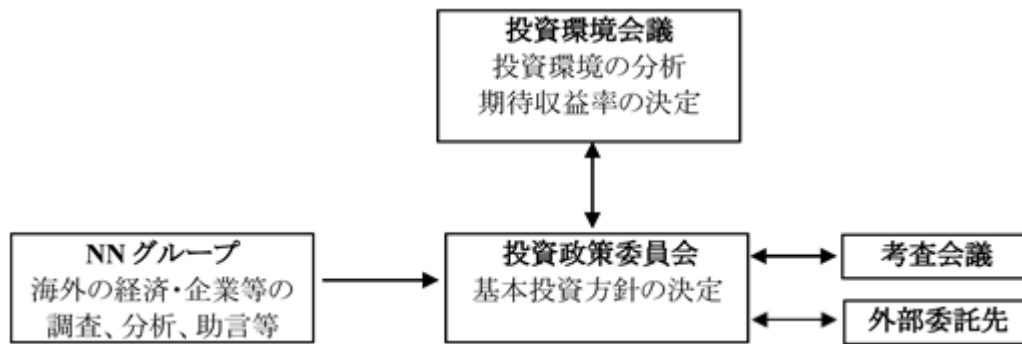 投資環境会議
投資環境の分析
期待収益率の決定
NNグループ
海外の経済・企業等の
調査、分析、助言等
投資政策委員会
基本投資方針の決定
考査会議
外部委託先